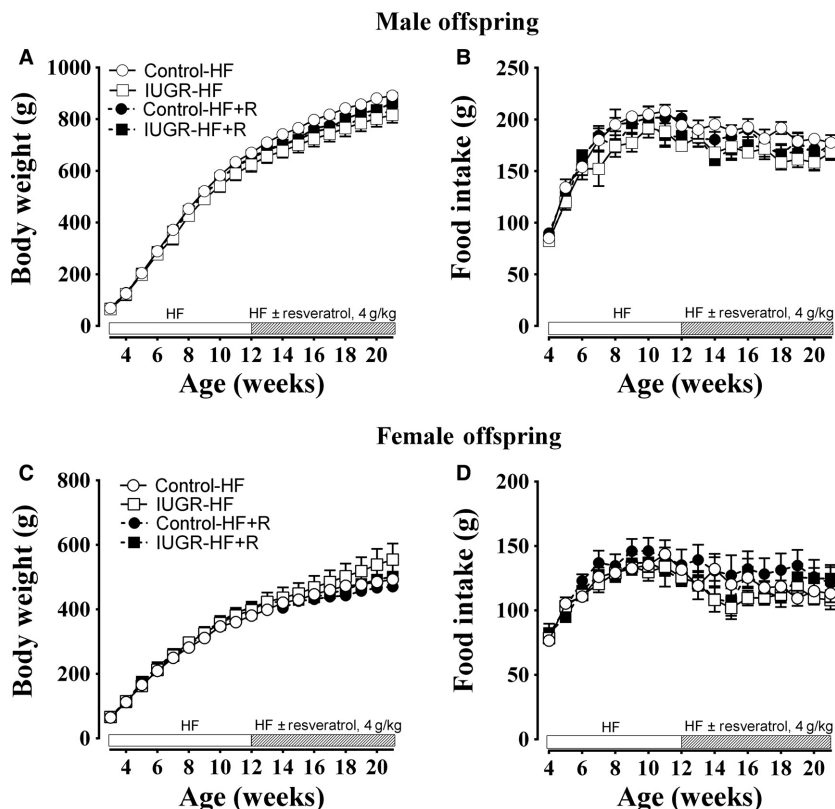 Male offspring
A
Control-HF
IUGR-HF
Control-HF+R
IUGR-HF+R
Body weight (g)
1000
800
600
400
200
0
HF
HF ± resveratrol, 4 g/kg
4 6 8 10 12 14 16 18 20
Age (weeks)
B
Food intake (g)
250
200
150
100
50
0
HF
HF ± resveratrol, 4 g/kg
4 6 8 10 12 14 16 18 20
Age (weeks)
Female offspring
C
Control-HF
IUGR-HF
Control-HF+R
IUGR-HF+R
Body weight (g)
800
600
400
200
0
HF
HF ± resveratrol, 4 g/kg
4 6 8 10 12 14 16 18 20
Age (weeks)
D
Food intake (g)
200
150
100
50
0
HF
HF ± resveratrol, 4 g/kg
4 6 8 10 12 14 16 18 20
Age (weeks)